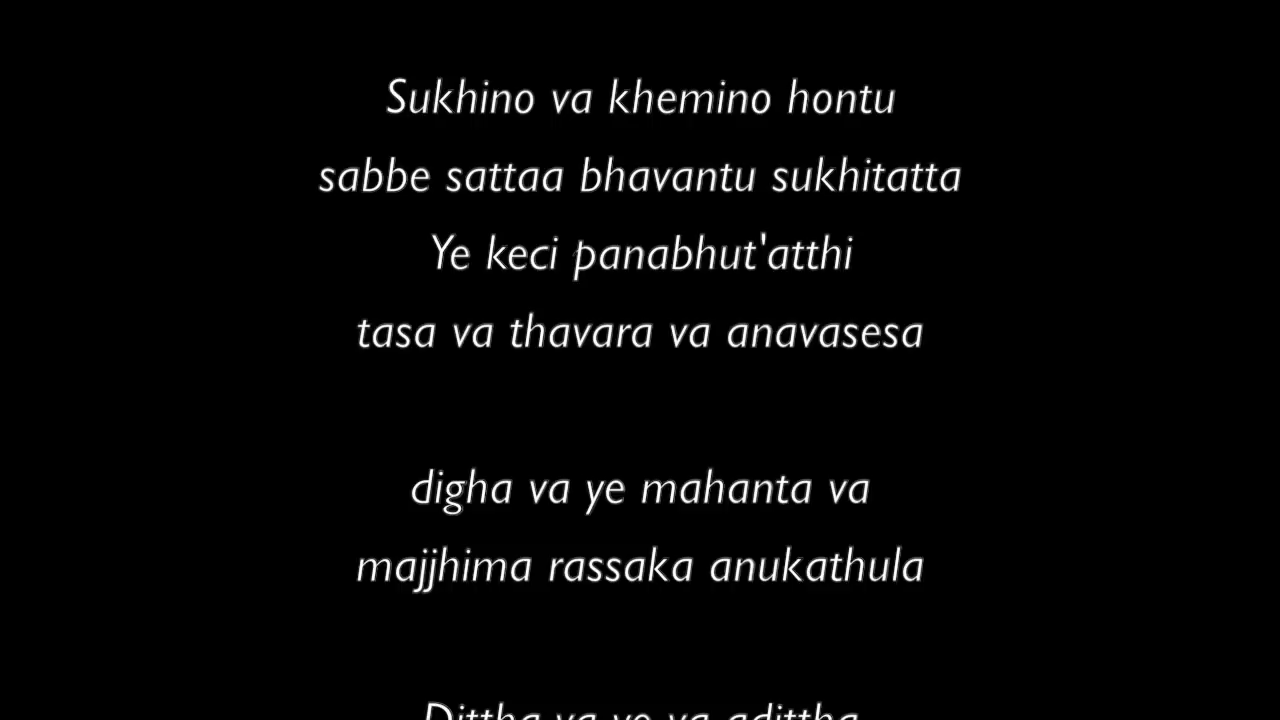 Sukhino va khemino hontu
sabbe sattaa bhavantu sukhitatta
Ye keci panabhut'atthi
tasa va thavara va anavasesa
digha va ye mahanta va
majjhima rassaka anukathula
Dittha va ye va adittha